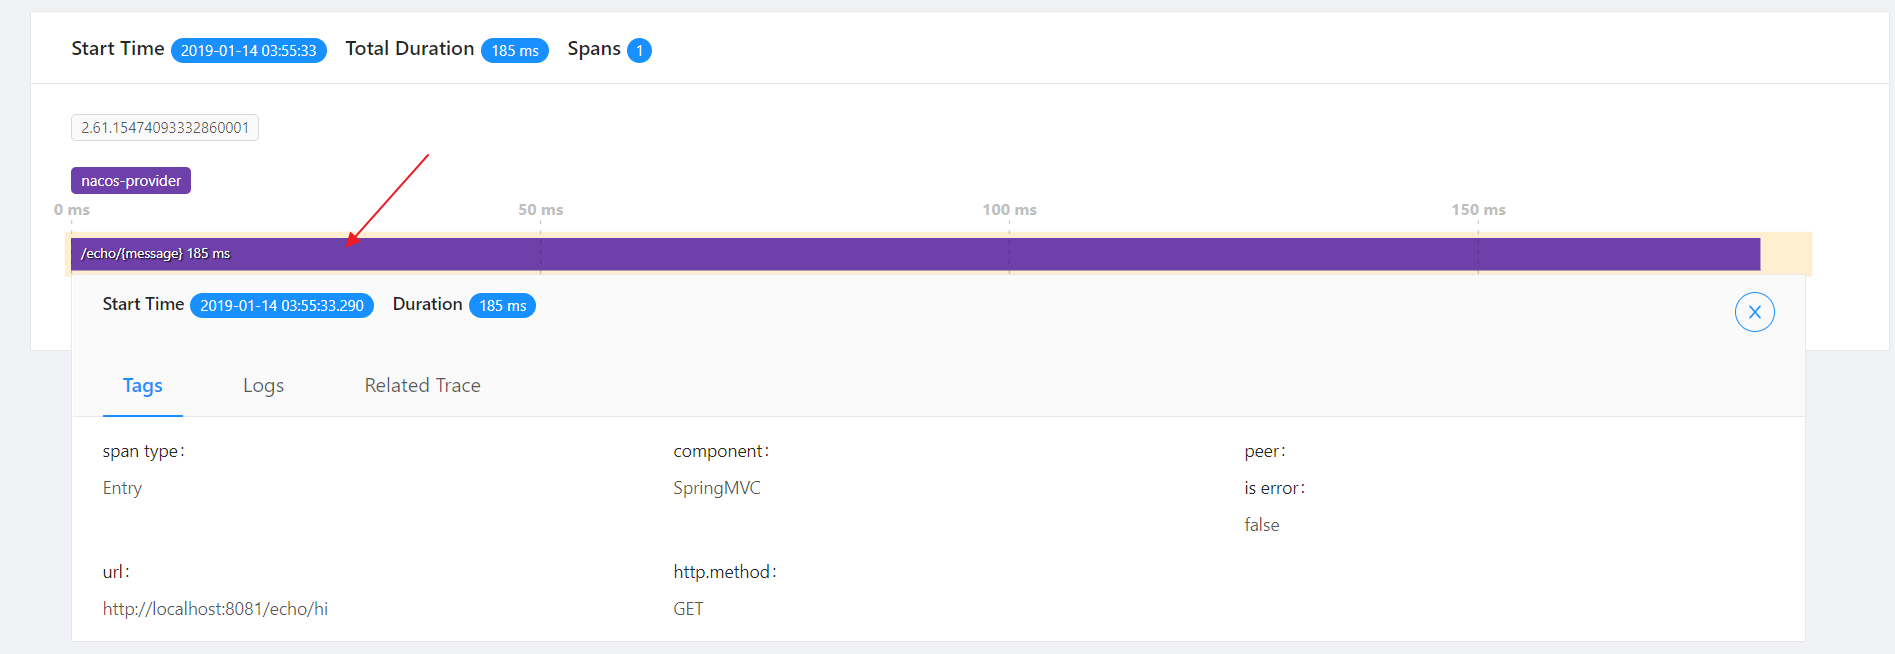 Start Time 2019-01-14 03:55:33 Total Duration 185 ms Spans 1
2.61.15474093332860001
nacos-provider
0 ms 50 ms 100 ms 150 ms
/echo/{message} 185 ms
Start Time 2019-01-14 03:55:33.290 Duration 185 ms
Tags Logs Related Trace
span type: component: peer:
Entry SpringMVC is error:
false
url: http.method:
http://localhost:8081/echo/hi GET